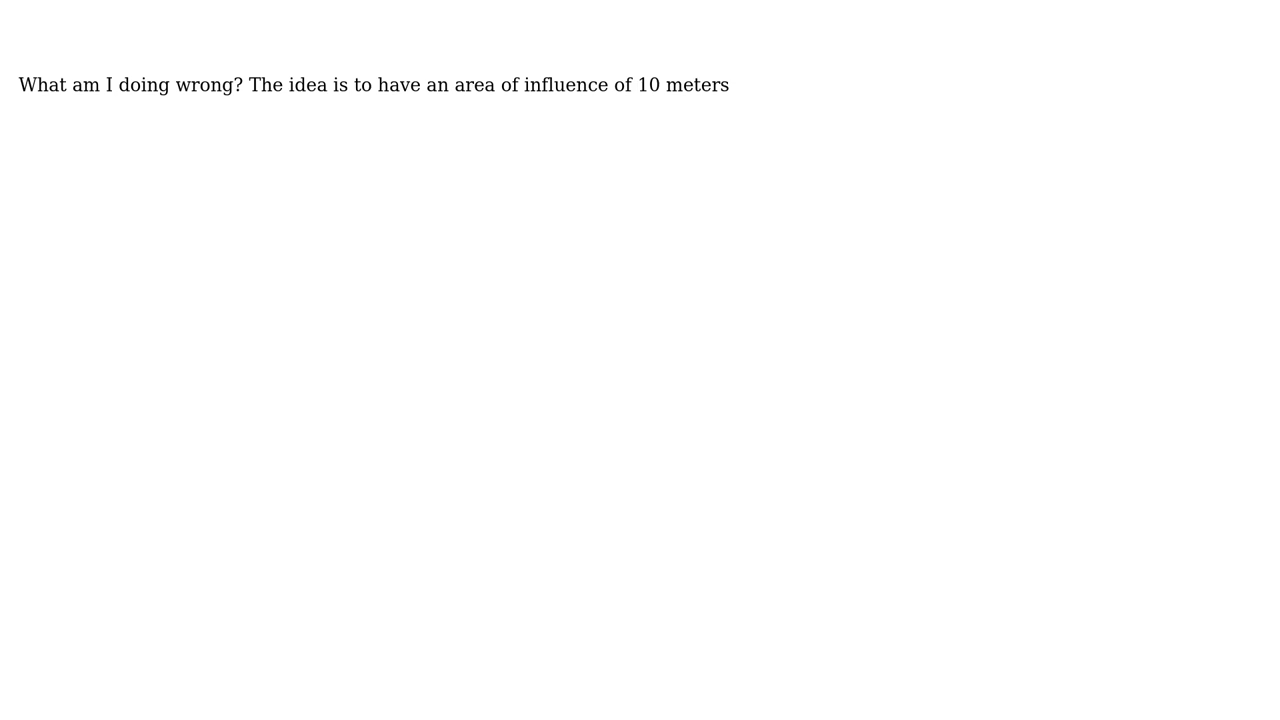 What am I doing wrong? The idea is to have an area of influence of 10 meters